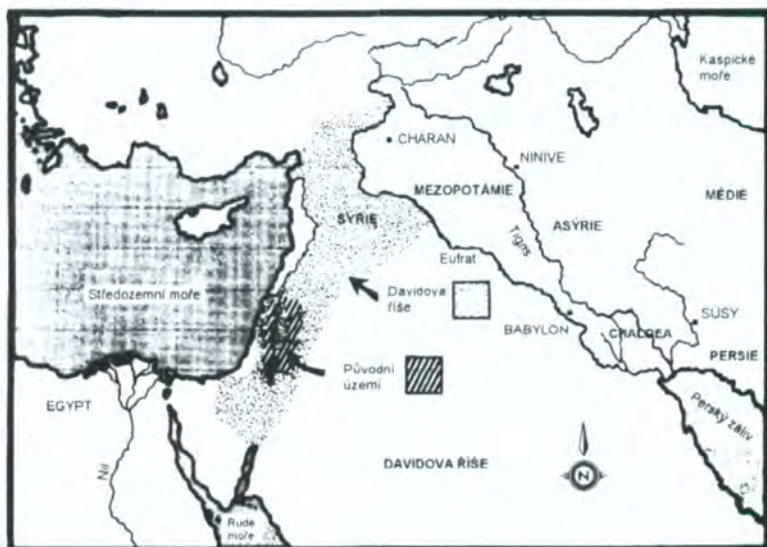 Kaspické
moře
CHARAN
NINIVE
MEZOPOTÁMIE
MÉDIE
SÝRIE
ASÝRIE
Tigris
Eufrat
Středozemní moře
Davidova
říše
SÚSY
BABYLON
CHALDEA
PERSIE
Původní
území
EGYPT
Perský záliv
Nil
DAVIDOVA ŘÍŠE
N
Rudé
moře